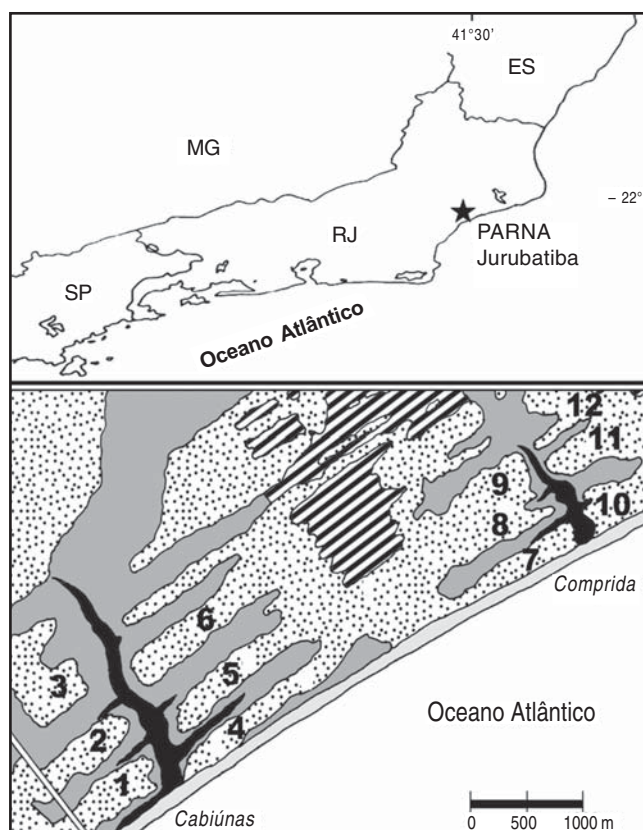 41°30'
ES
MG
– 22°
RJ
PARNA
Jurubatiba
SP
Oceano Atlântico
12
11
9
10
8
7
Comprida
6
3
5
Oceano Atlântico
4
2
1
Cabiúnas
0 500 1000 m